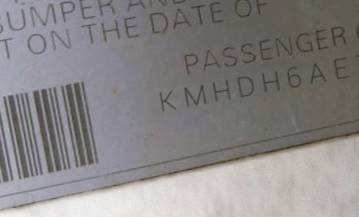 BUMPER AND
T ON THE DATE OF
PASSENGER
KMHDH6AE